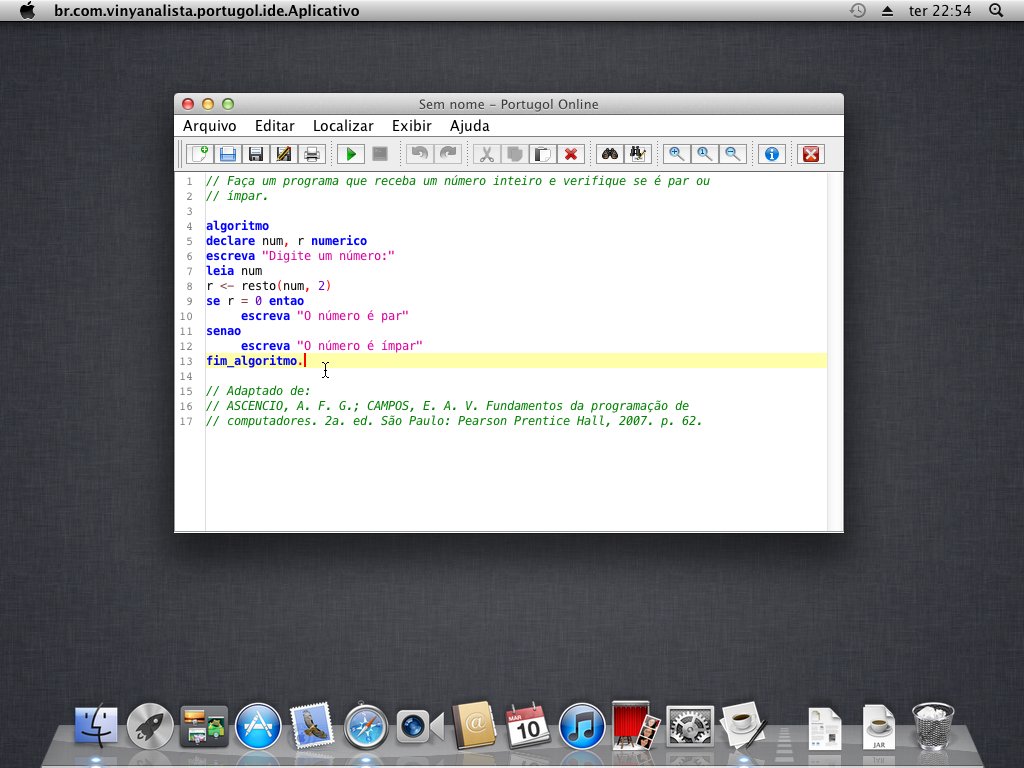 br.com.vinyanalista.portugol.ide.Aplicativo
ter 22:54
Sem nome – Portugol Online
Arquivo Editar Localizar Exibir Ajuda
1 // Faça um programa que receba um número inteiro e verifique se é par ou
2 // ímpar.
3
4 algoritmo
5 declare num, r numerico
6 escreva "Digite um número:"
7 leia num
8 r <- resto(num, 2)
9 se r = 0 entao
10 escreva "O número é par"
11 senao
12 escreva "O número é ímpar"
13 fim_algoritmo.
14
15 // Adaptado de:
16 // ASCENCIO, A. F. G.; CAMPOS, E. A. V. Fundamentos da programação de
17 // computadores. 2a. ed. São Paulo: Pearson Prentice Hall, 2007. p. 62.
MAR
10
JAR